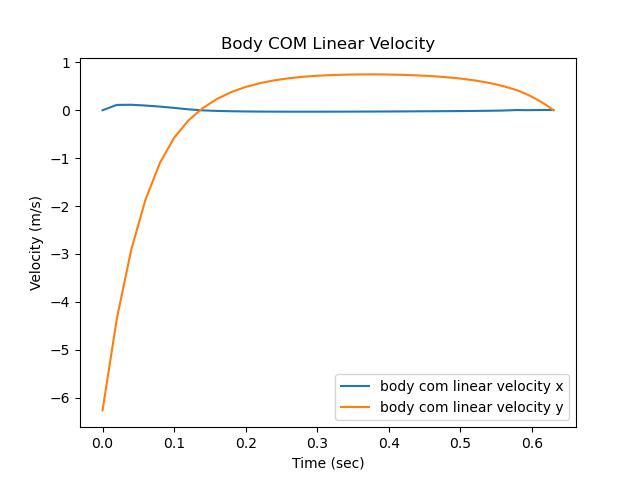 Body COM Linear Velocity
1
0
−1
−2
−3
−4
−5
−6
Velocity (m/s)
body com linear velocity x
body com linear velocity y
0.0 0.1 0.2 0.3 0.4 0.5 0.6
Time (sec)